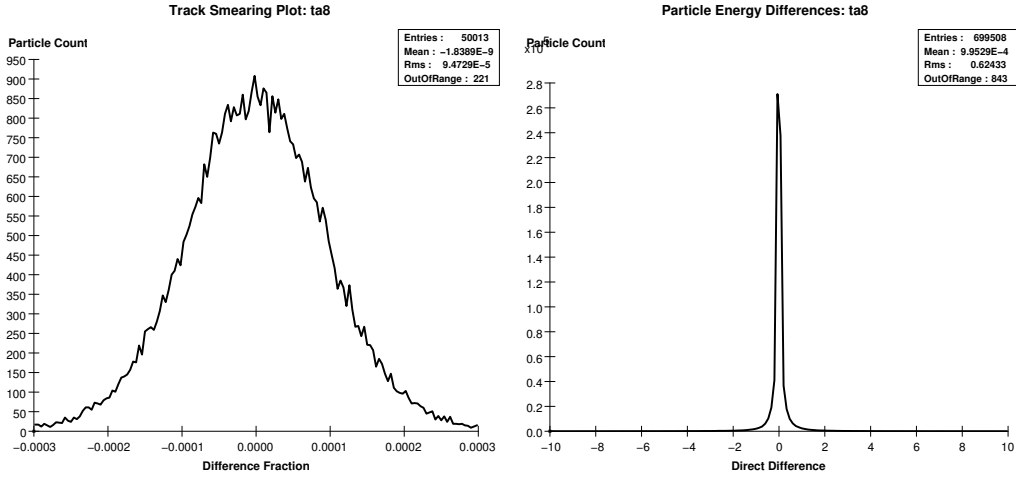 Track Smearing Plot: ta8
Particle Count
Entries : 50013
Mean : −1.8389E−9
Rms : 9.4729E−5
OutOfRange : 221
950
900
850
800
750
700
650
600
550
500
450
400
350
300
250
200
150
100
50
0
−0.0003 −0.0002 −0.0001 0.0000 0.0001 0.0002 0.0003
Difference Fraction
Particle Energy Differences: ta8
Particle Count
x10
Entries : 699508
Mean : 9.9529E−4
Rms : 0.62433
OutOfRange : 843
2.8
2.6
2.4
2.2
2.0
1.8
1.6
1.4
1.2
1.0
0.8
0.6
0.4
0.2
0.0
−10 −8 −6 −4 −2 0 2 4 6 8 10
Direct Difference